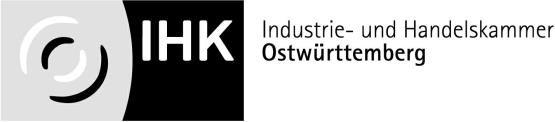 IHK
Industrie- und Handelskammer
Ostwürttemberg